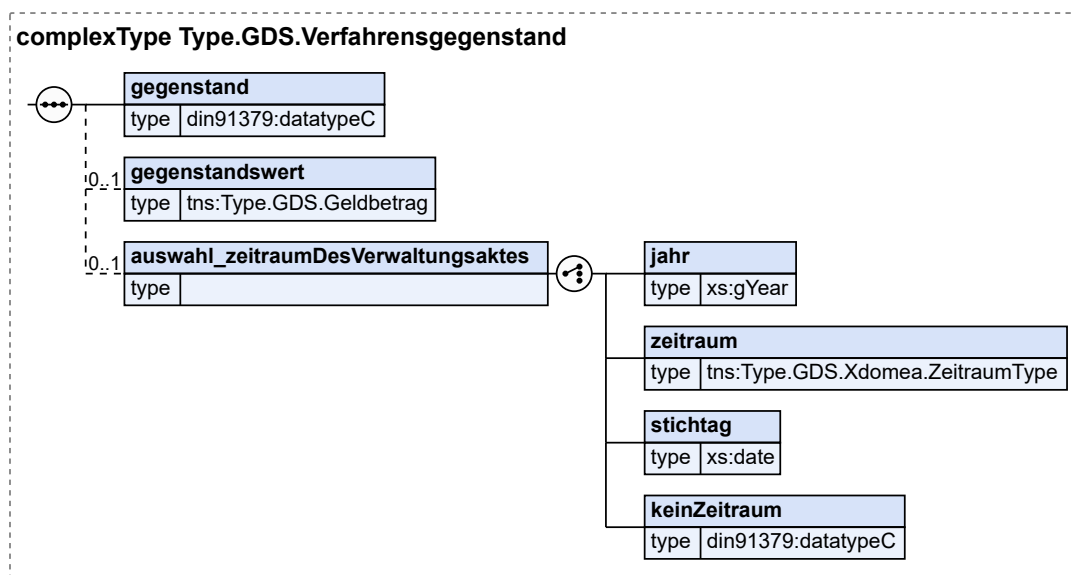 complexType Type.GDS.Verfahrensgegenstand
gegenstand
type din91379:datatypeC
0..1
gegenstandswert
type tns:Type.GDS.Geldbetrag
0..1
auswahl_zeitraumDesVerwaltungsaktes
type
jahr
type xs:gYear
zeitraum
type tns:Type.GDS.Xdomea.ZeitraumType
stichtag
type xs:date
keinZeitraum
type din91379:datatypeC